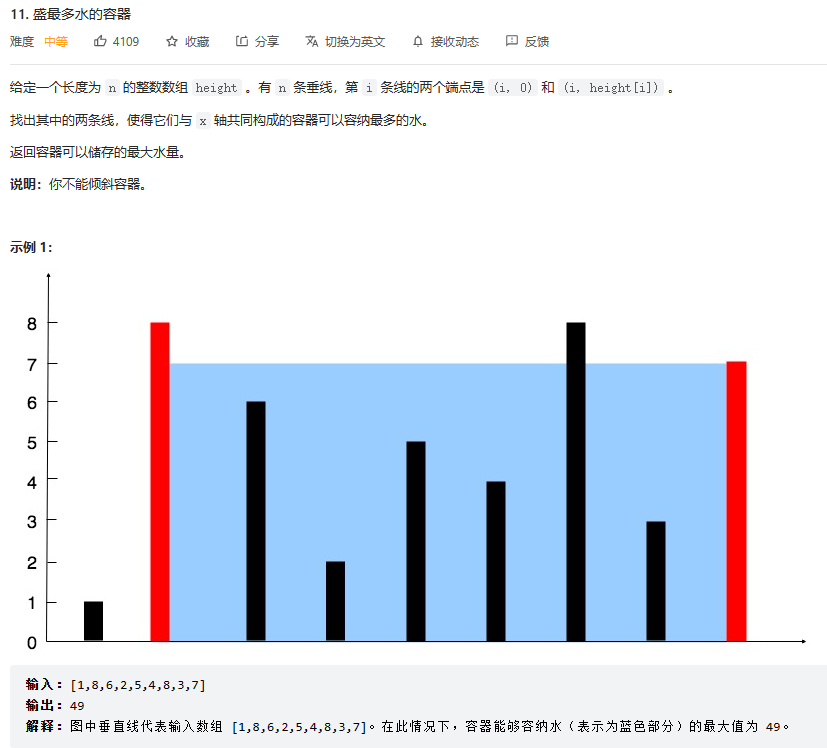 11. 盛最多水的容器
难度 中等 4109 收藏 分享 切换为英文 接收动态 反馈
给定一个长度为 n 的整数数组 height 。有 n 条垂线，第 i 条线的两个端点是 (i, 0) 和 (i, height[i]) 。
找出其中的两条线，使得它们与 x 轴共同构成的容器可以容纳最多的水。
返回容器可以储存的最大水量。
说明：你不能倾斜容器。
示例 1：
8
7
6
5
4
3
2
1
0
输入：[1,8,6,2,5,4,8,3,7]
输出：49
解释：图中垂直线代表输入数组 [1,8,6,2,5,4,8,3,7]。在此情况下，容器能够容纳水（表示为蓝色部分）的最大值为 49。